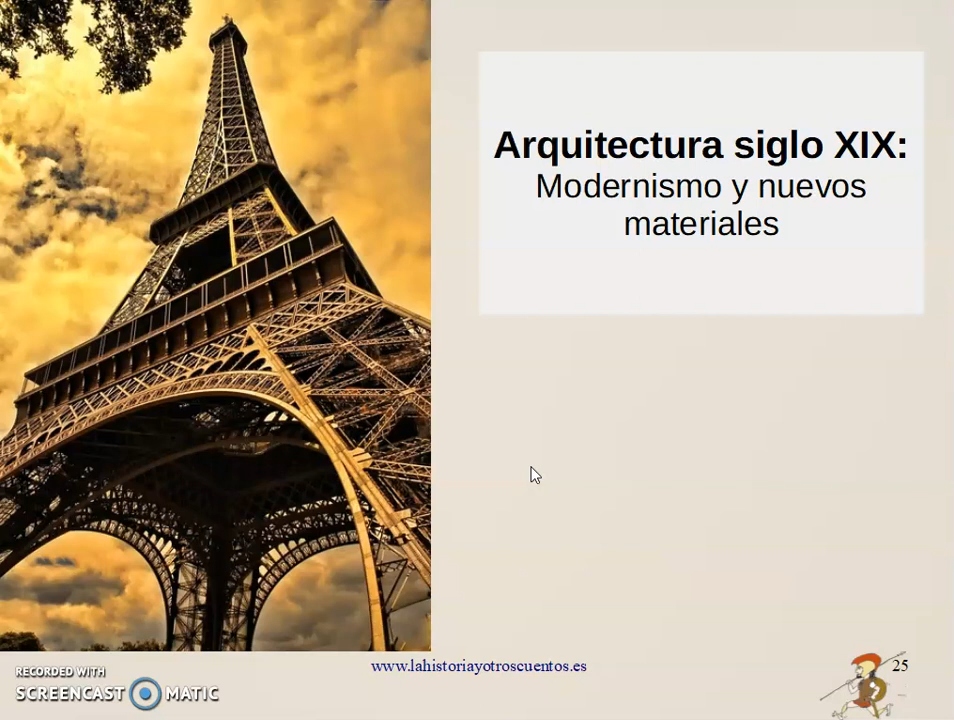 Arquitectura siglo XIX:
Modernismo y nuevos
materiales
www.lahistoriayotroscuentos.es
25
RECORDED WITH
SCREENCAST MATIC